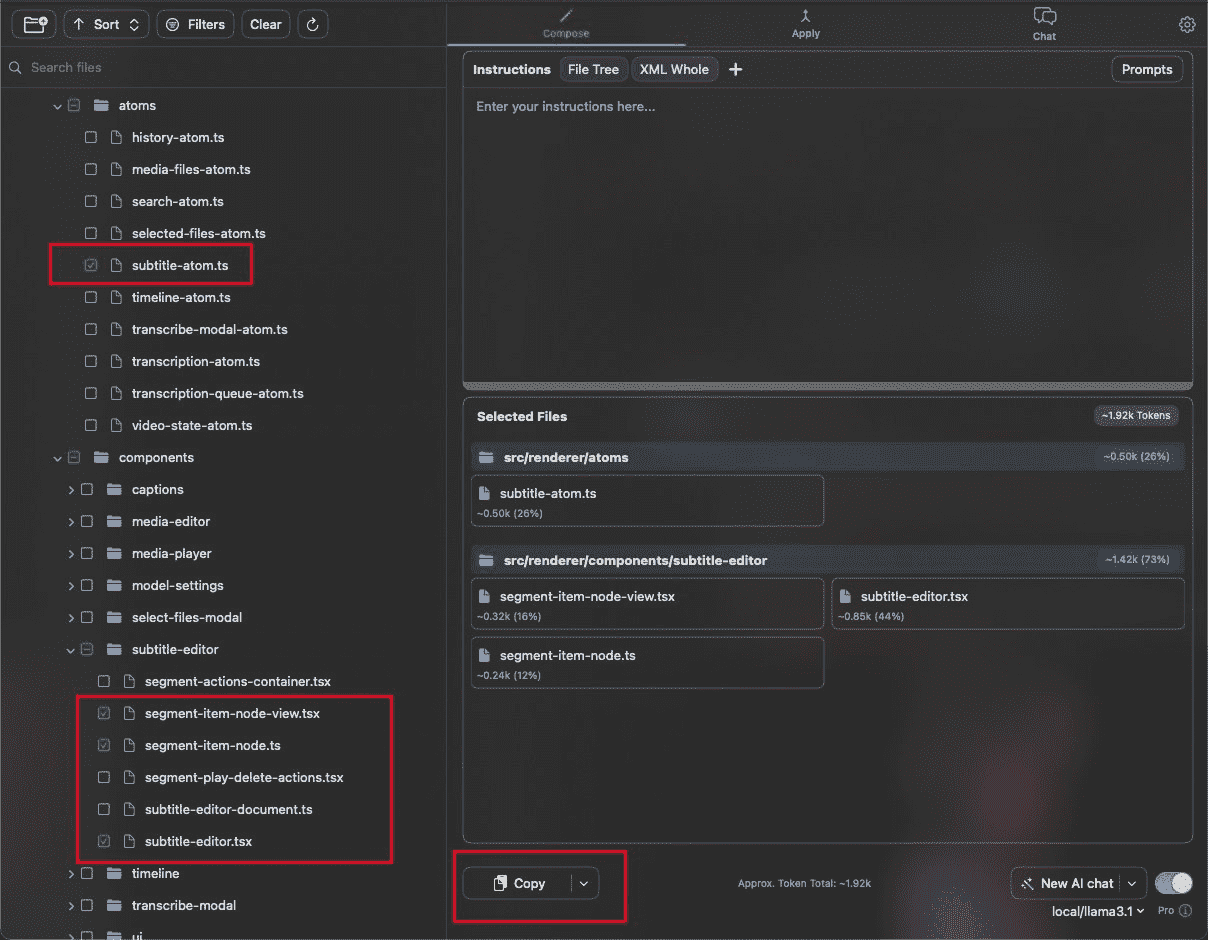 Sort
Filters
Clear
Search files
atoms
history-atom.ts
media-files-atom.ts
search-atom.ts
selected-files-atom.ts
subtitle-atom.ts
timeline-atom.ts
transcribe-modal-atom.ts
transcription-atom.ts
transcription-queue-atom.ts
video-state-atom.ts
components
captions
media-editor
media-player
model-settings
select-files-modal
subtitle-editor
segment-actions-container.tsx
segment-item-node-view.tsx
segment-item-node.ts
segment-play-delete-actions.tsx
subtitle-editor-document.ts
subtitle-editor.tsx
timeline
transcribe-modal
ui
Compose
Apply
Chat
Instructions File Tree XML Whole Prompts
Enter your instructions here...
Selected Files ~1.92k Tokens
src/renderer/atoms ~0.50k (26%)
subtitle-atom.ts
~0.50k (26%)
src/renderer/components/subtitle-editor ~1.42k (73%)
segment-item-node-view.tsx subtitle-editor.tsx
~0.32k (16%) ~0.85k (44%)
segment-item-node.ts
~0.24k (12%)
Copy Approx. Token Total: ~1.92k New AI chat
local/llama3.1 Pro